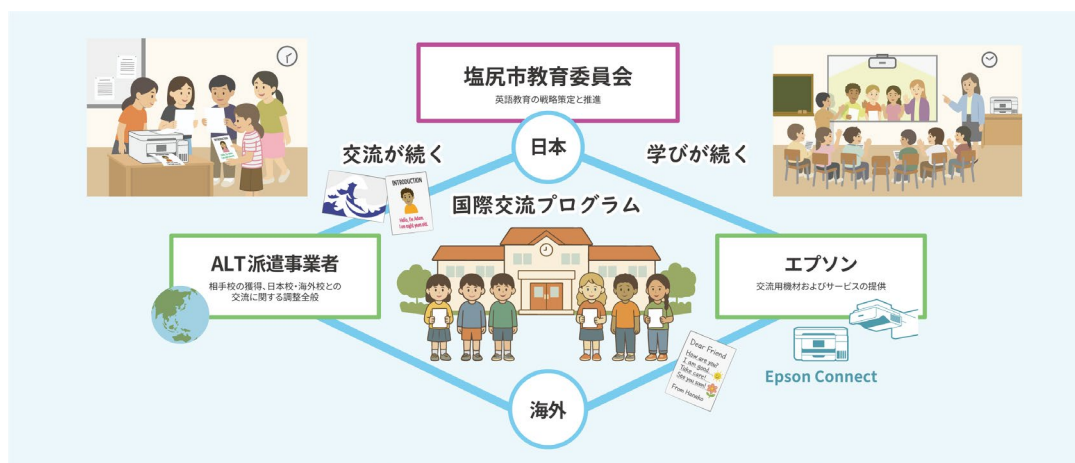 塩尻市教育委員会
英語教育の戦略策定と推進
日本
交流が続く
学びが続く
INTRODUCTION
Hello, I'm Adam.
I am eight years old.
国際交流プログラム
ALT派遣事業者
相手校の獲得、日本校・海外校との
交流に関する調整全般
エプソン
交流用機材およびサービスの提供
Dear Friend
How are you?
I am good.
Take care!
See you soon!
From Hanako
Epson Connect
海外